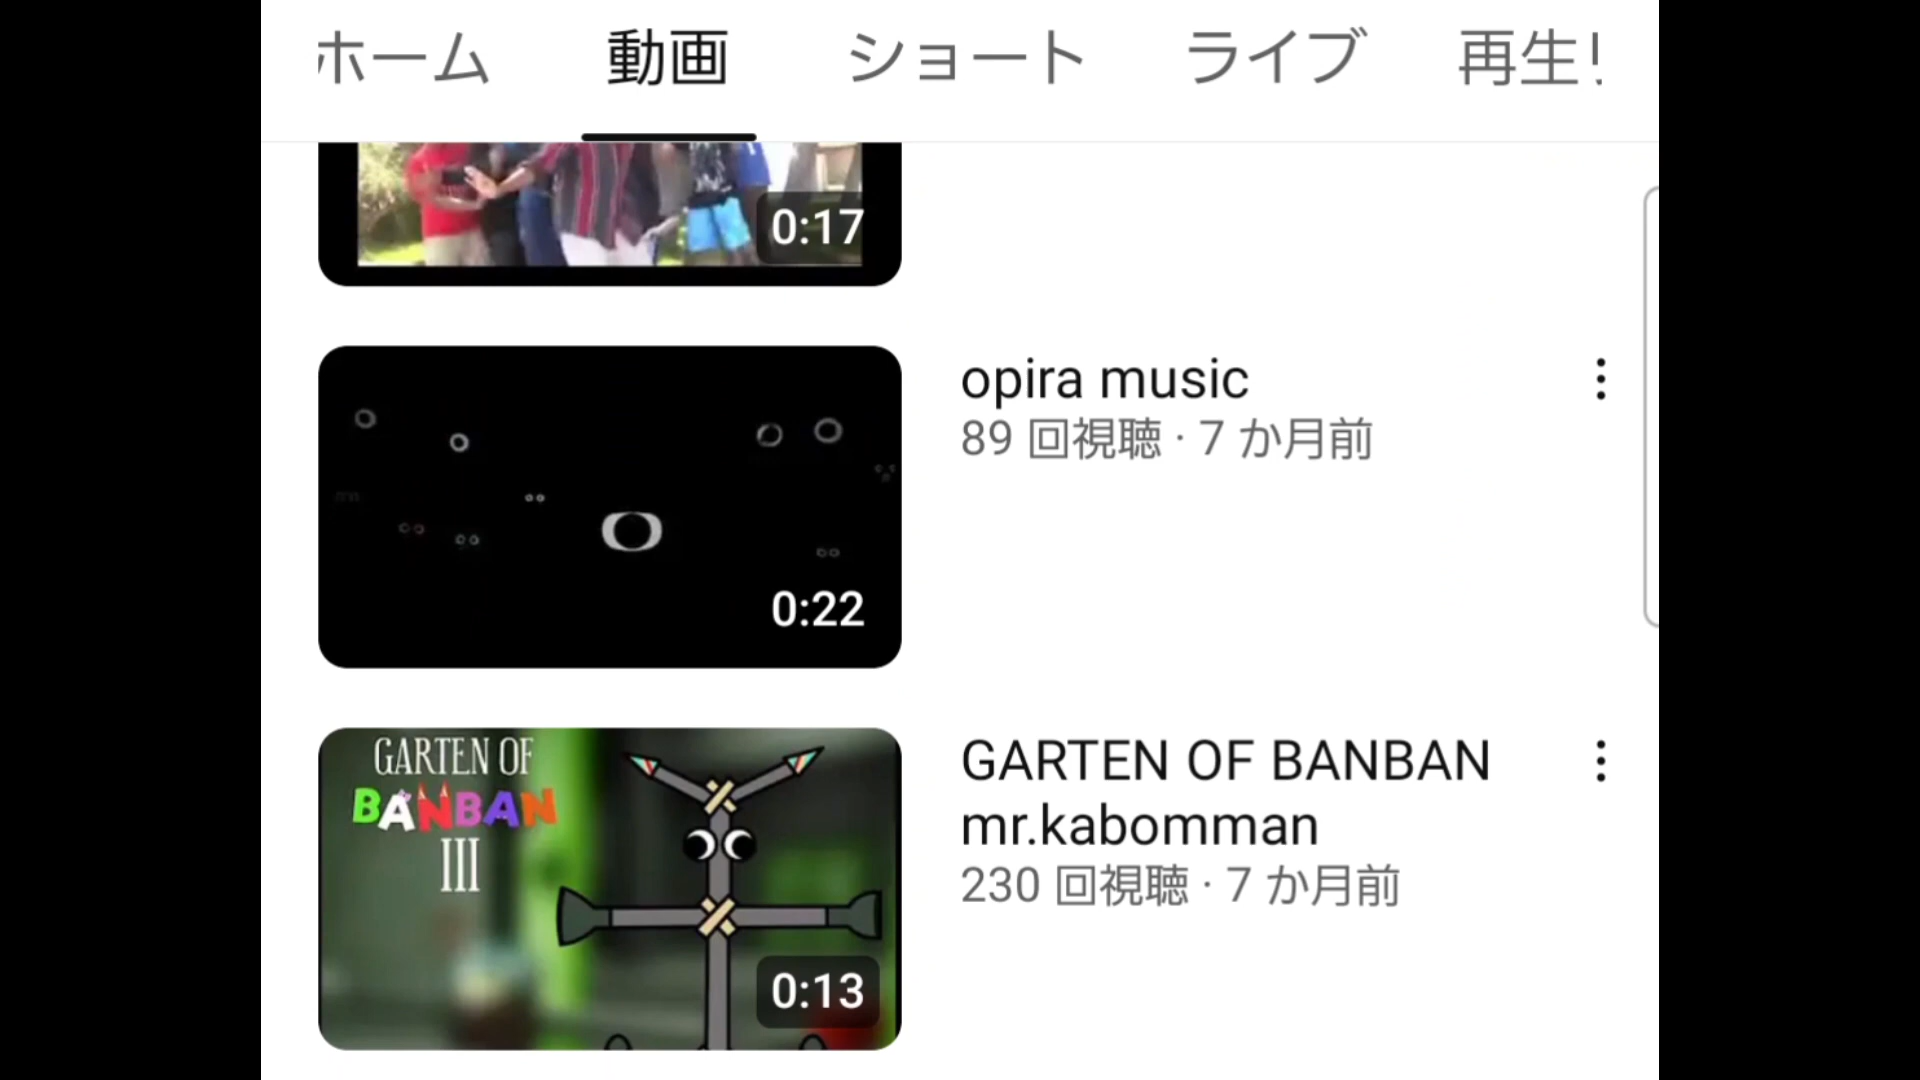 ホーム 動画 ショート ライブ 再生
0:17
opira music
89 回視聴 · 7 か月前
0:22
GARTEN OF
BANBAN
III
0:13
GARTEN OF BANBAN
mr.kabomman
230 回視聴 · 7 か月前